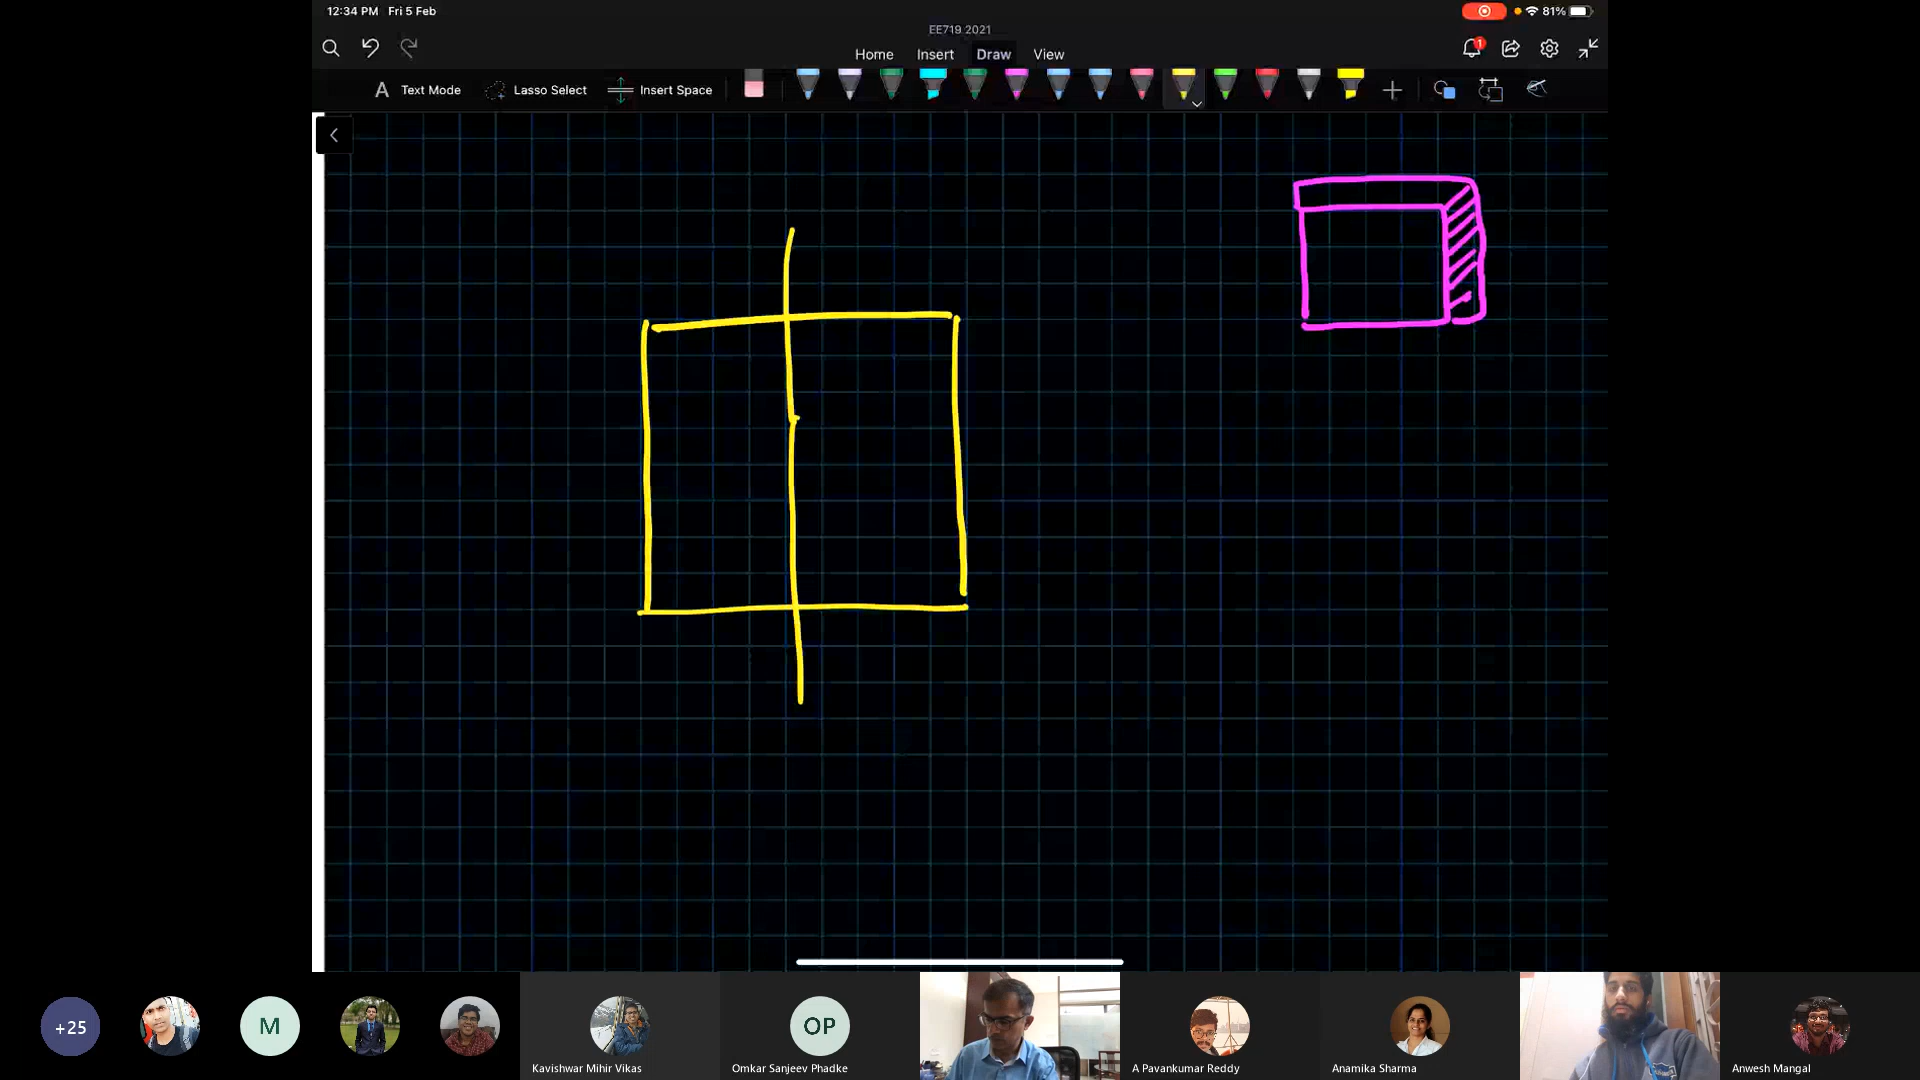 12:34 PM Fri 5 Feb
81%
EE719 2021
Home Insert Draw View
1
A Text Mode Lasso Select Insert Space
+25
M
OP
Kavishwar Mihir Vikas
Omkar Sanjeev Phadke
A Pavankumar Reddy
Anamika Sharma
Anwesh Mangal